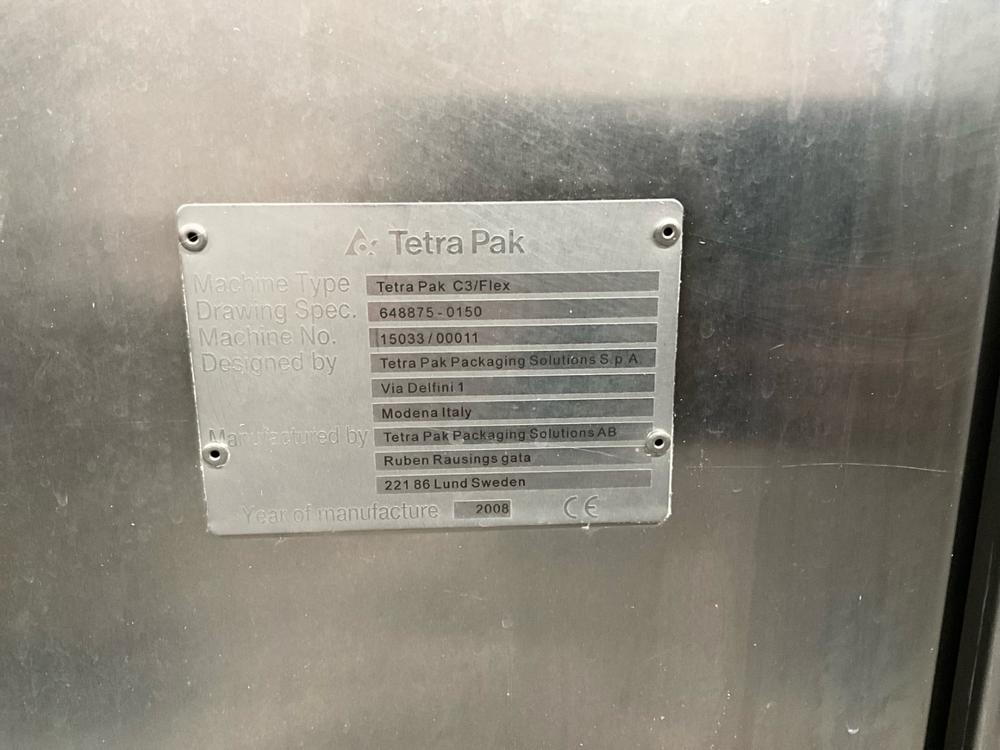 Tetra Pak
Machine Type Tetra Pak C3/Flex
Drawing Spec. 648875-0150
Machine No. 15033/00011
Designed by Tetra Pak Packaging Solutions S.p.A.
Via Delfini 1
Modena Italy
Manufactured by Tetra Pak Packaging Solutions AB
Ruben Rausings gata
221 86 Lund Sweden
Year of manufacture 2008 CE